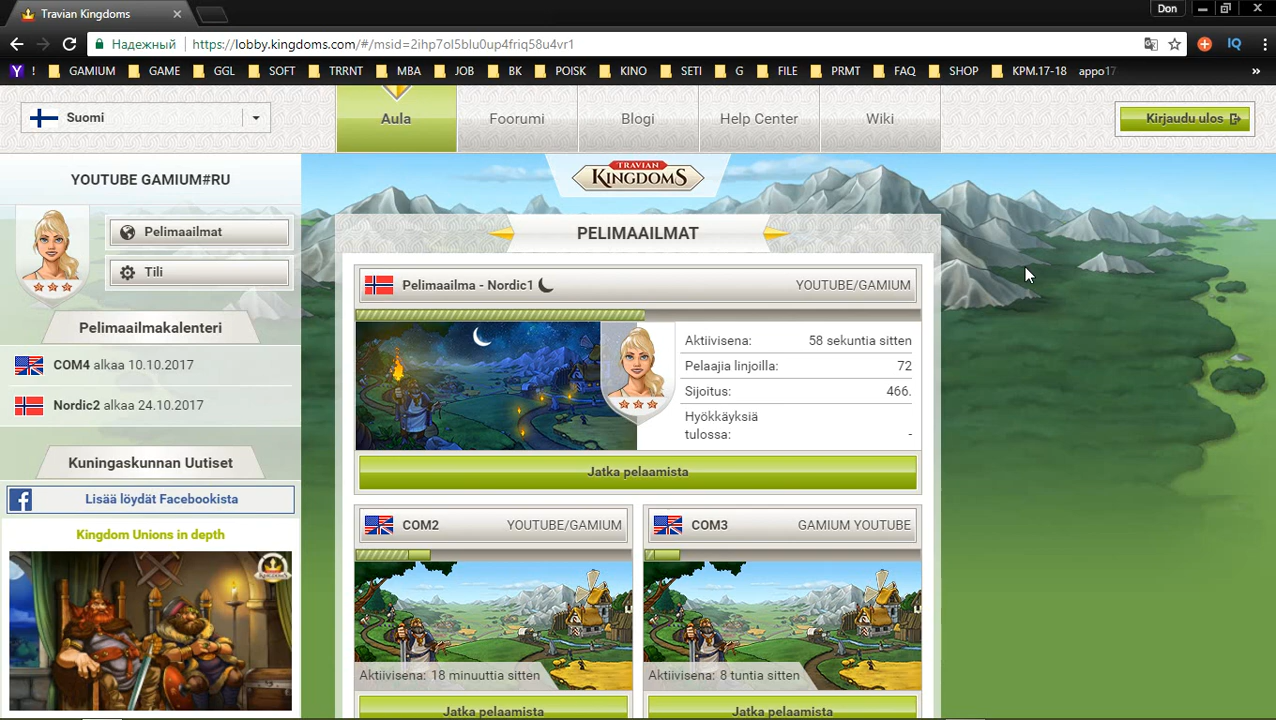 Travian Kingdoms
Don
Надежный
https://lobby.kingdoms.com/#/msid=2ihp7ol5blu0up4friq58u4vr1
IQ
Y ! GAMIUM GAME GGL SOFT TRRNT MBA JOB BK POISK KINO SETI G FILE PRMT FAQ SHOP KPM.17-18 appo17 »
Suomi
Aula
Foorumi
Blogi
Help Center
Wiki
Kirjaudu ulos
YOUTUBE GAMIUM#RU
Pelimaailmat
Tili
Pelimaailmakalenteri
COM4 alkaa 10.10.2017
Nordic2 alkaa 24.10.2017
Kuningaskunnan Uutiset
Lisää löydät Facebookista
Kingdom Unions in depth
KINGDOMS
TRAVIAN
KINGDOMS
PELIMAAILMAT
Pelimaailma - Nordic1
YOUTUBE/GAMIUM
Aktiivisena: 58 sekuntia sitten
Pelaajia linjoilla: 72
Sijoitus: 466.
Hyökkäyksiä
tulossa: -
Jatka pelaamista
COM2 YOUTUBE/GAMIUM
Aktiivisena: 18 minuuttia sitten
Jatka pelaamista
COM3 GAMIUM YOUTUBE
Aktiivisena: 8 tuntia sitten
Jatka pelaamista